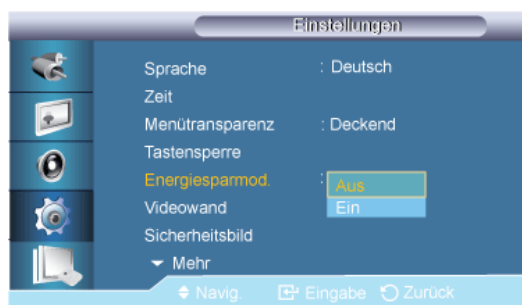 Einstellungen
Sprache : Deutsch
Zeit
Menütransparenz : Deckend
Tastensperre
Energiesparmod. : Aus
Ein
Videowand
Sicherheitsbild
Mehr
Navig. Eingabe Zurück